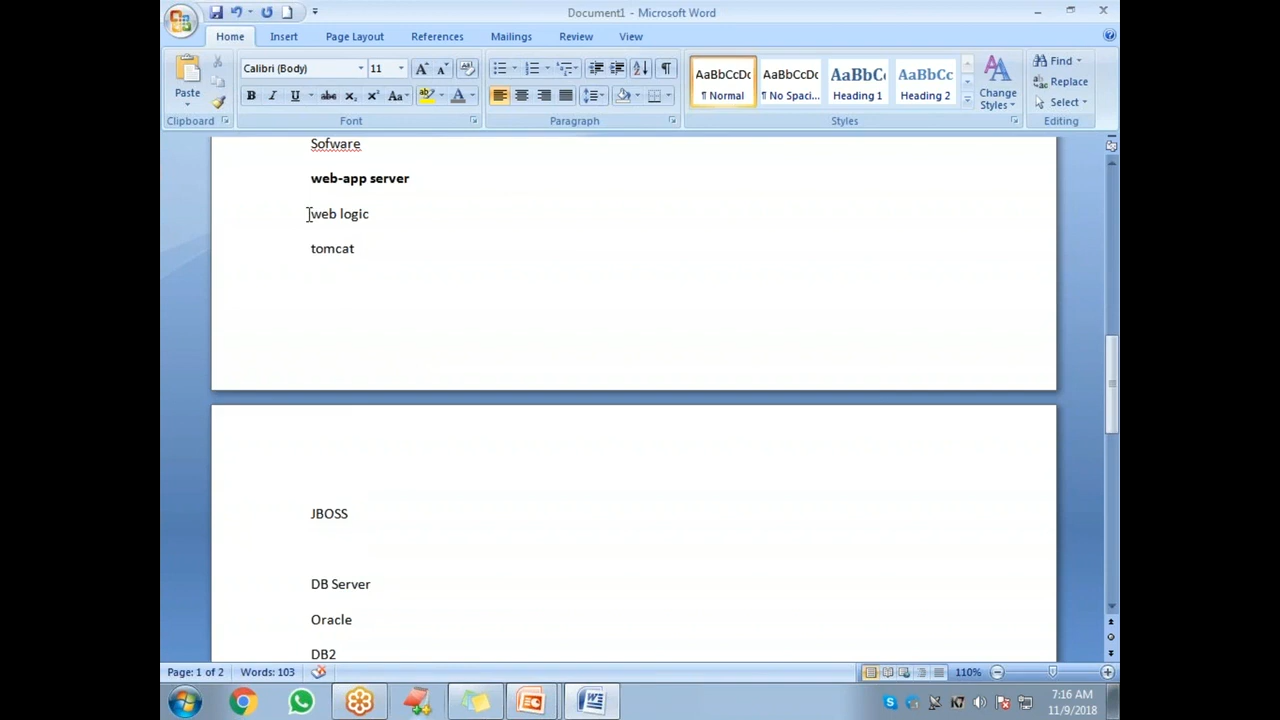 Document1 - Microsoft Word
Home Insert Page Layout References Mailings Review View
Paste
Clipboard
Calibri (Body) 11
Font
Paragraph
AaBbCcDc AaBbCcDc AaBbC AaBbCc
¶ Normal ¶ No Spaci... Heading 1 Heading 2
Change Styles
Styles
Find
Replace
Select
Editing
Sofware
web-app server
web logic
tomcat
JBOSS
DB Server
Oracle
DB2
Page: 1 of 2 Words: 103 110%
7:16 AM
11/9/2018